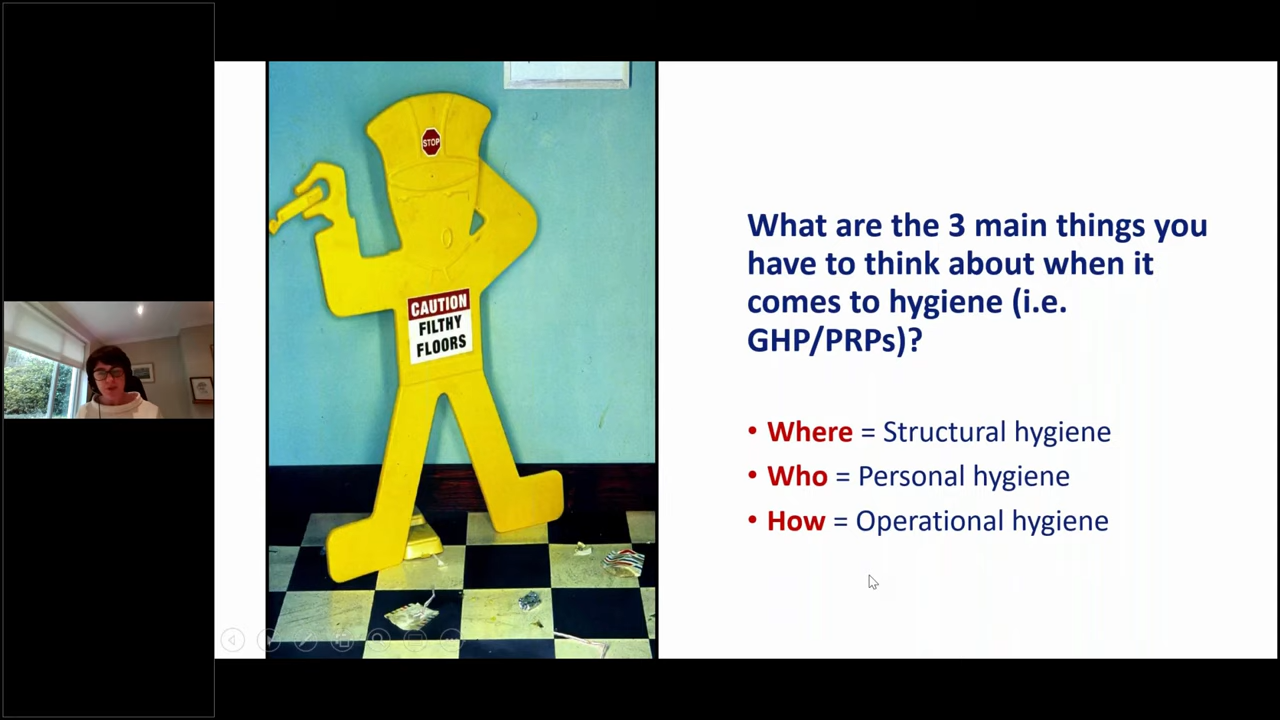 STOP
CAUTION
FILTHY
FLOORS
What are the 3 main things you
have to think about when it
comes to hygiene (i.e.
GHP/PRPs)?
• Where = Structural hygiene
• Who = Personal hygiene
• How = Operational hygiene